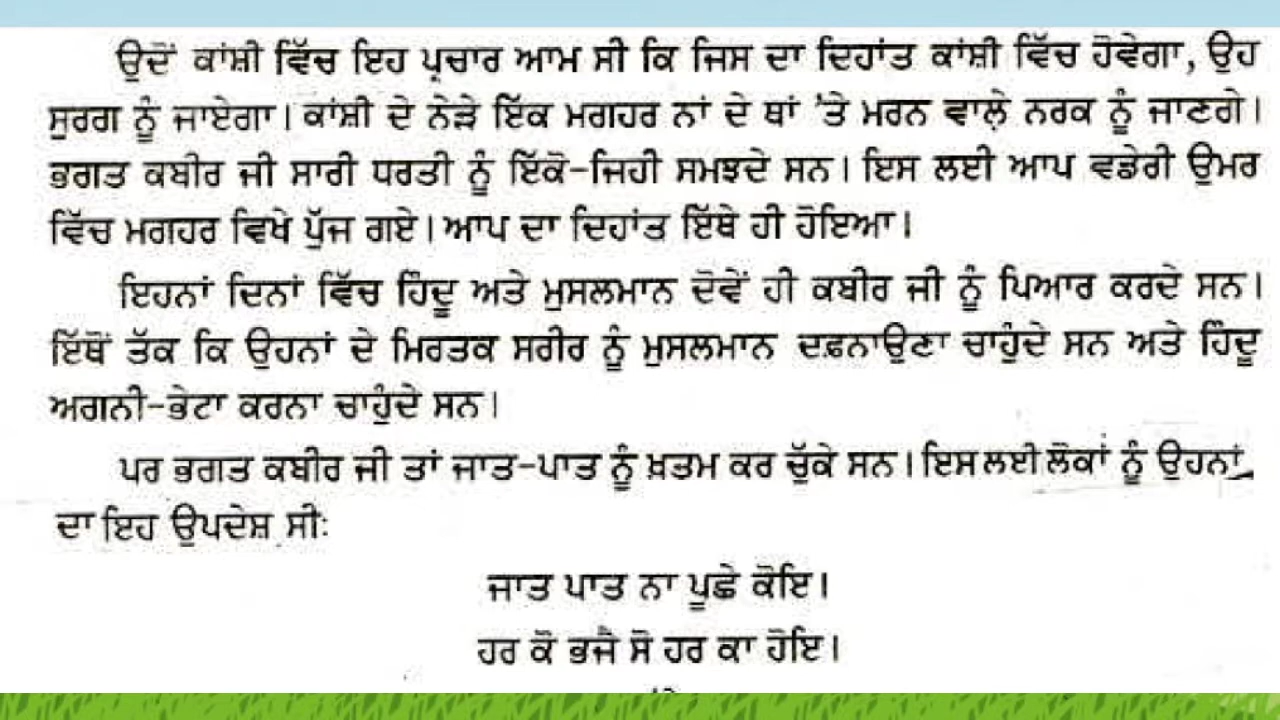 ਉਦੋਂ ਕਾਂਸ਼ੀ ਵਿੱਚ ਇਹ ਪ੍ਰਚਾਰ ਆਮ ਸੀ ਕਿ ਜਿਸ ਦਾ ਦਿਹਾਂਤ ਕਾਂਸ਼ੀ ਵਿੱਚ ਹੋਵੇਗਾ, ਉਹ
ਸੁਰਗ ਨੂੰ ਜਾਏਗਾ। ਕਾਂਸ਼ੀ ਦੇ ਨੇੜੇ ਇੱਕ ਮਗਹਰ ਨਾਂ ਦੇ ਥਾਂ 'ਤੇ ਮਰਨ ਵਾਲ਼ੇ ਨਰਕ ਨੂੰ ਜਾਣਗੇ।
ਭਗਤ ਕਬੀਰ ਜੀ ਸਾਰੀ ਧਰਤੀ ਨੂੰ ਇੱਕੋ-ਜਿਹੀ ਸਮਝਦੇ ਸਨ। ਇਸ ਲਈ ਆਪ ਵਡੇਰੀ ਉਮਰ
ਵਿੱਚ ਮਗਹਰ ਵਿਖੇ ਪੁੱਜ ਗਏ। ਆਪ ਦਾ ਦਿਹਾਂਤ ਇੱਥੇ ਹੀ ਹੋਇਆ।
ਇਹਨਾਂ ਦਿਨਾਂ ਵਿੱਚ ਹਿੰਦੂ ਅਤੇ ਮੁਸਲਮਾਨ ਦੋਵੇਂ ਹੀ ਕਬੀਰ ਜੀ ਨੂੰ ਪਿਆਰ ਕਰਦੇ ਸਨ।
ਇੱਥੋਂ ਤੱਕ ਕਿ ਉਹਨਾਂ ਦੇ ਮਿਰਤਕ ਸਰੀਰ ਨੂੰ ਮੁਸਲਮਾਨ ਦਫ਼ਨਾਉਣਾ ਚਾਹੁੰਦੇ ਸਨ ਅਤੇ ਹਿੰਦੂ
ਅਗਨੀ-ਭੇਟਾ ਕਰਨਾ ਚਾਹੁੰਦੇ ਸਨ।
ਪਰ ਭਗਤ ਕਬੀਰ ਜੀ ਤਾਂ ਜਾਤ-ਪਾਤ ਨੂੰ ਖ਼ਤਮ ਕਰ ਚੁੱਕੇ ਸਨ। ਇਸ ਲਈ ਲੋਕਾਂ ਨੂੰ ਉਹਨਾਂ
ਦਾ ਇਹ ਉਪਦੇਸ਼ ਸੀ:
ਜਾਤ ਪਾਤ ਨਾ ਪੂਛੇ ਕੋਇ।
ਹਰ ਕੋ ਭਜੈ ਸੋ ਹਰ ਕਾ ਹੋਇ।